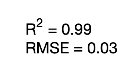 R² = 0.99
RMSE = 0.03